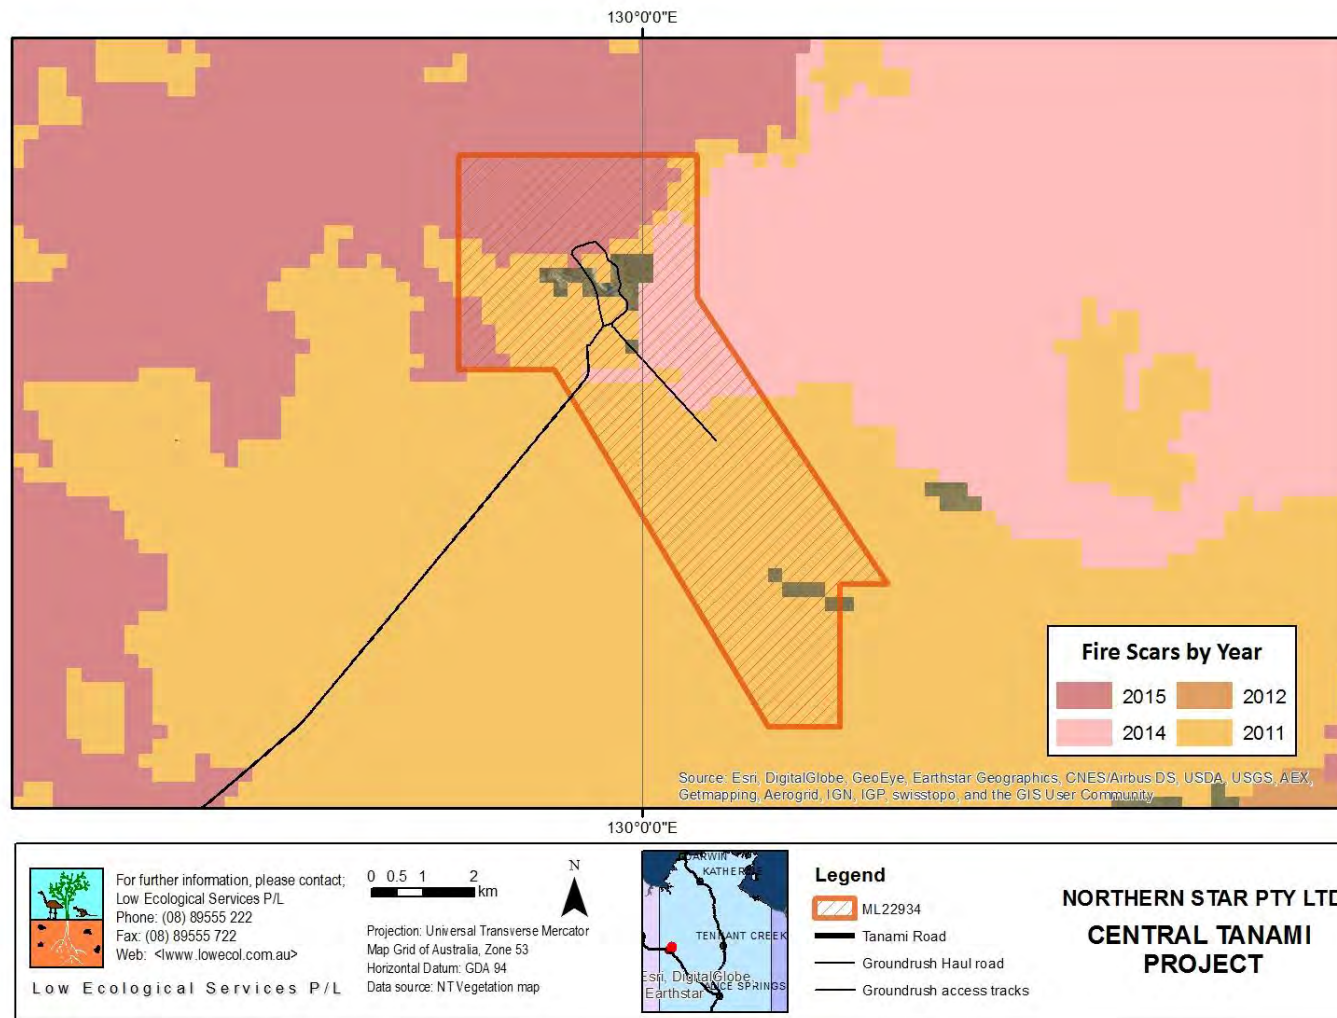 130°0'0"E
Fire Scars by Year
2015 2012
2014 2011
Source: Esri, DigitalGlobe, GeoEye, Earthstar Geographics, CNES/Airbus DS, USDA, USGS, AEX,
Getmapping, Aerogrid, IGN, IGP, swisstopo, and the GIS User Community
130°0'0"E
For further information, please contact;
Low Ecological Services P/L
Phone: (08) 89555 222
Fax: (08) 89555 722
Web: <lwww.lowecol.com.au>
Low Ecological Services P/L
0 0.5 1 2
km
N
Projection: Universal Transverse Mercator
Map Grid of Australia, Zone 53
Horizontal Datum: GDA 94
Data source: NTVegetation map
DARWIN
KATHERINE
TENNANT CREEK
Esri, DigitalGlobe,
Earthstar
ALICE SPRINGS
Legend
ML22934
Tanami Road
Groundrush Haul road
Groundrush access tracks
NORTHERN STAR PTY LTD
CENTRAL TANAMI
PROJECT